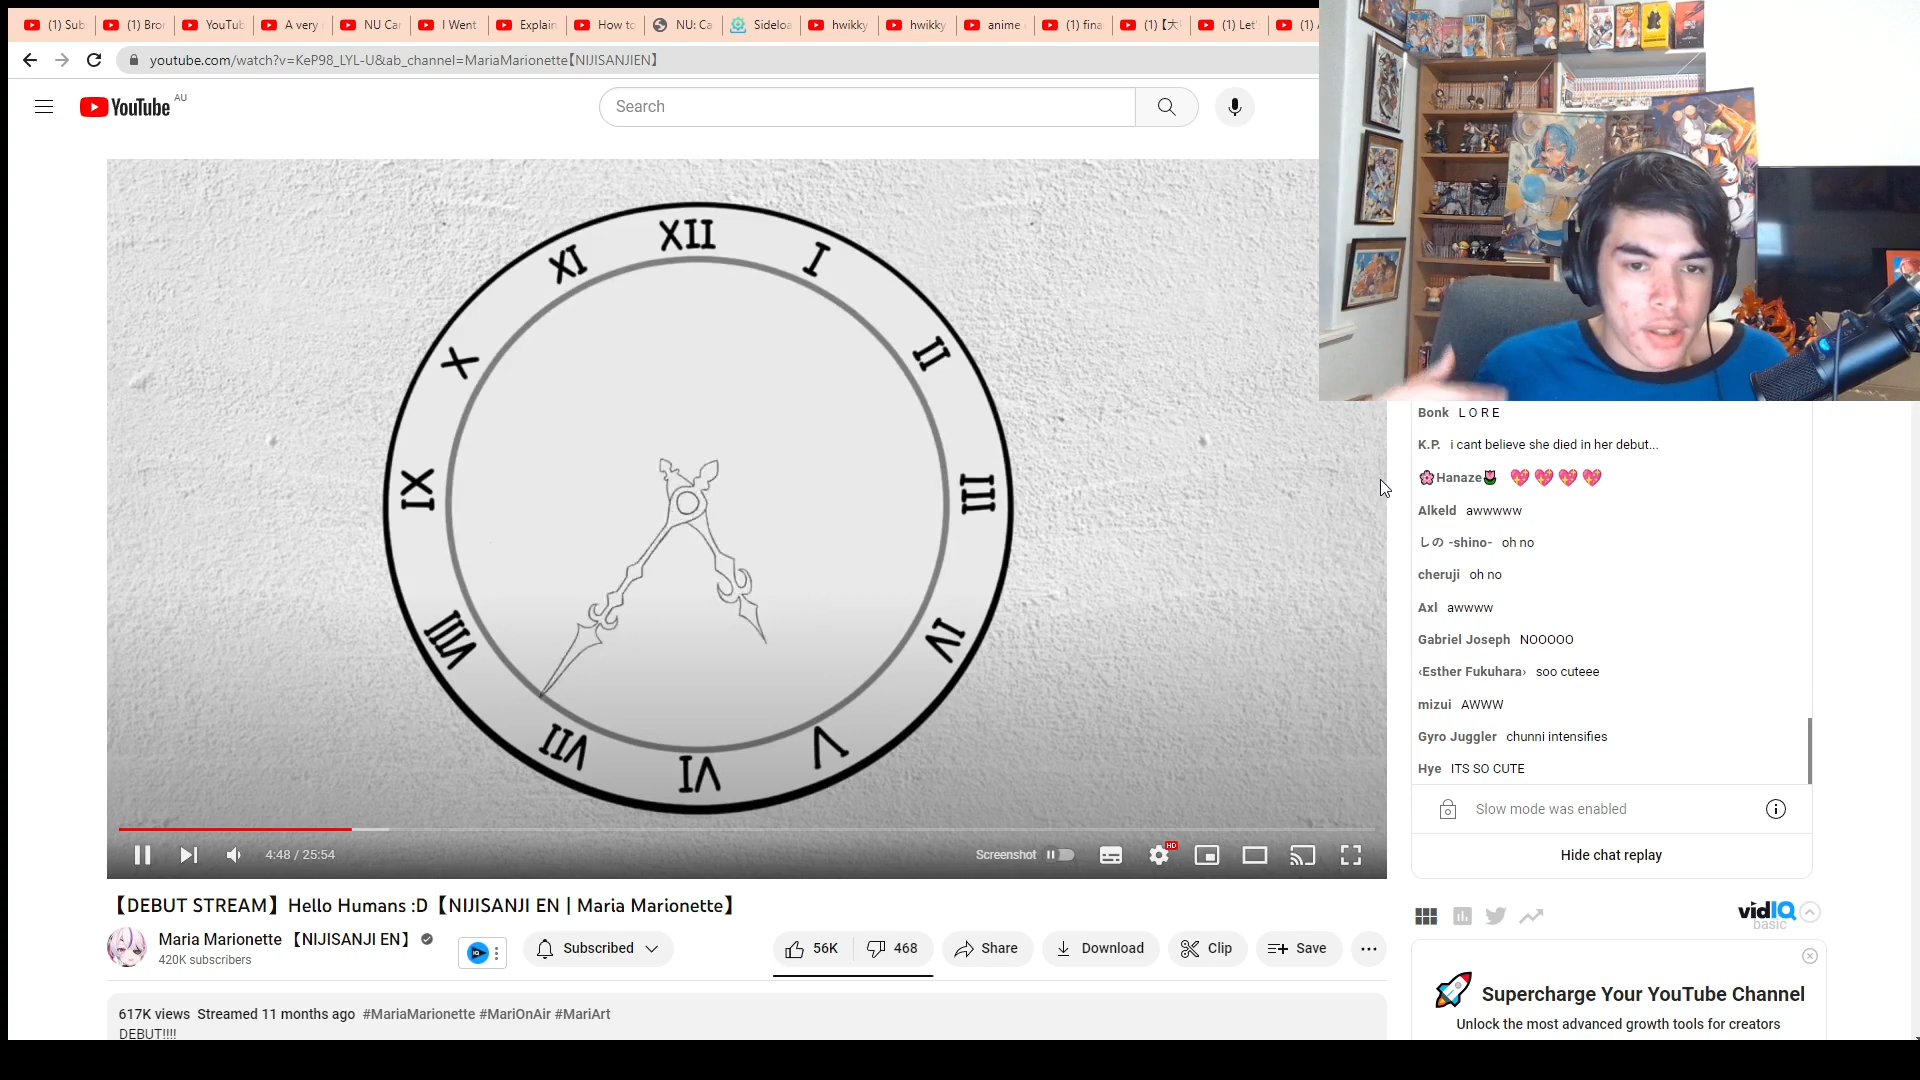 (1) Sub
(1) Bror
YouTub
A very
NU Car
I Went
Explain
How to
NU: Ca
Sideloa
hwikky
hwikky
anime
(1) fina
(1)【大
(1) Let'
(1)
youtube.com/watch?v=KeP98_LYL-U&ab_channel=MariaMarionette【NIJISANJIEN】
YouTube AU
Search
XII
I
II
III
IV
V
VI
VII
VIII
IX
X
XI
Bonk L O R E
K.P. i cant believe she died in her debut...
🌸Hanaze🌷 💖 💖 💖 💖
Alkeld awwwww
しの -shino- oh no
cheruji oh no
Axl awwww
Gabriel Joseph NOOOOO
‹Esther Fukuhara› soo cuteee
mizui AWWW
Gyro Juggler chunni intensifies
Hye ITS SO CUTE
Slow mode was enabled
Hide chat replay
4:48 / 25:54
Screenshot
HD
【DEBUT STREAM】Hello Humans :D【NIJISANJI EN | Maria Marionette】
Maria Marionette 【NIJISANJI EN】
420K subscribers
Subscribed
56K
468
Share
Download
Clip
Save
617K views Streamed 11 months ago #MariaMarionette #MariOnAir #MariArt
DEBUT!!!!
vidIQ
basic
Supercharge Your YouTube Channel
Unlock the most advanced growth tools for creators